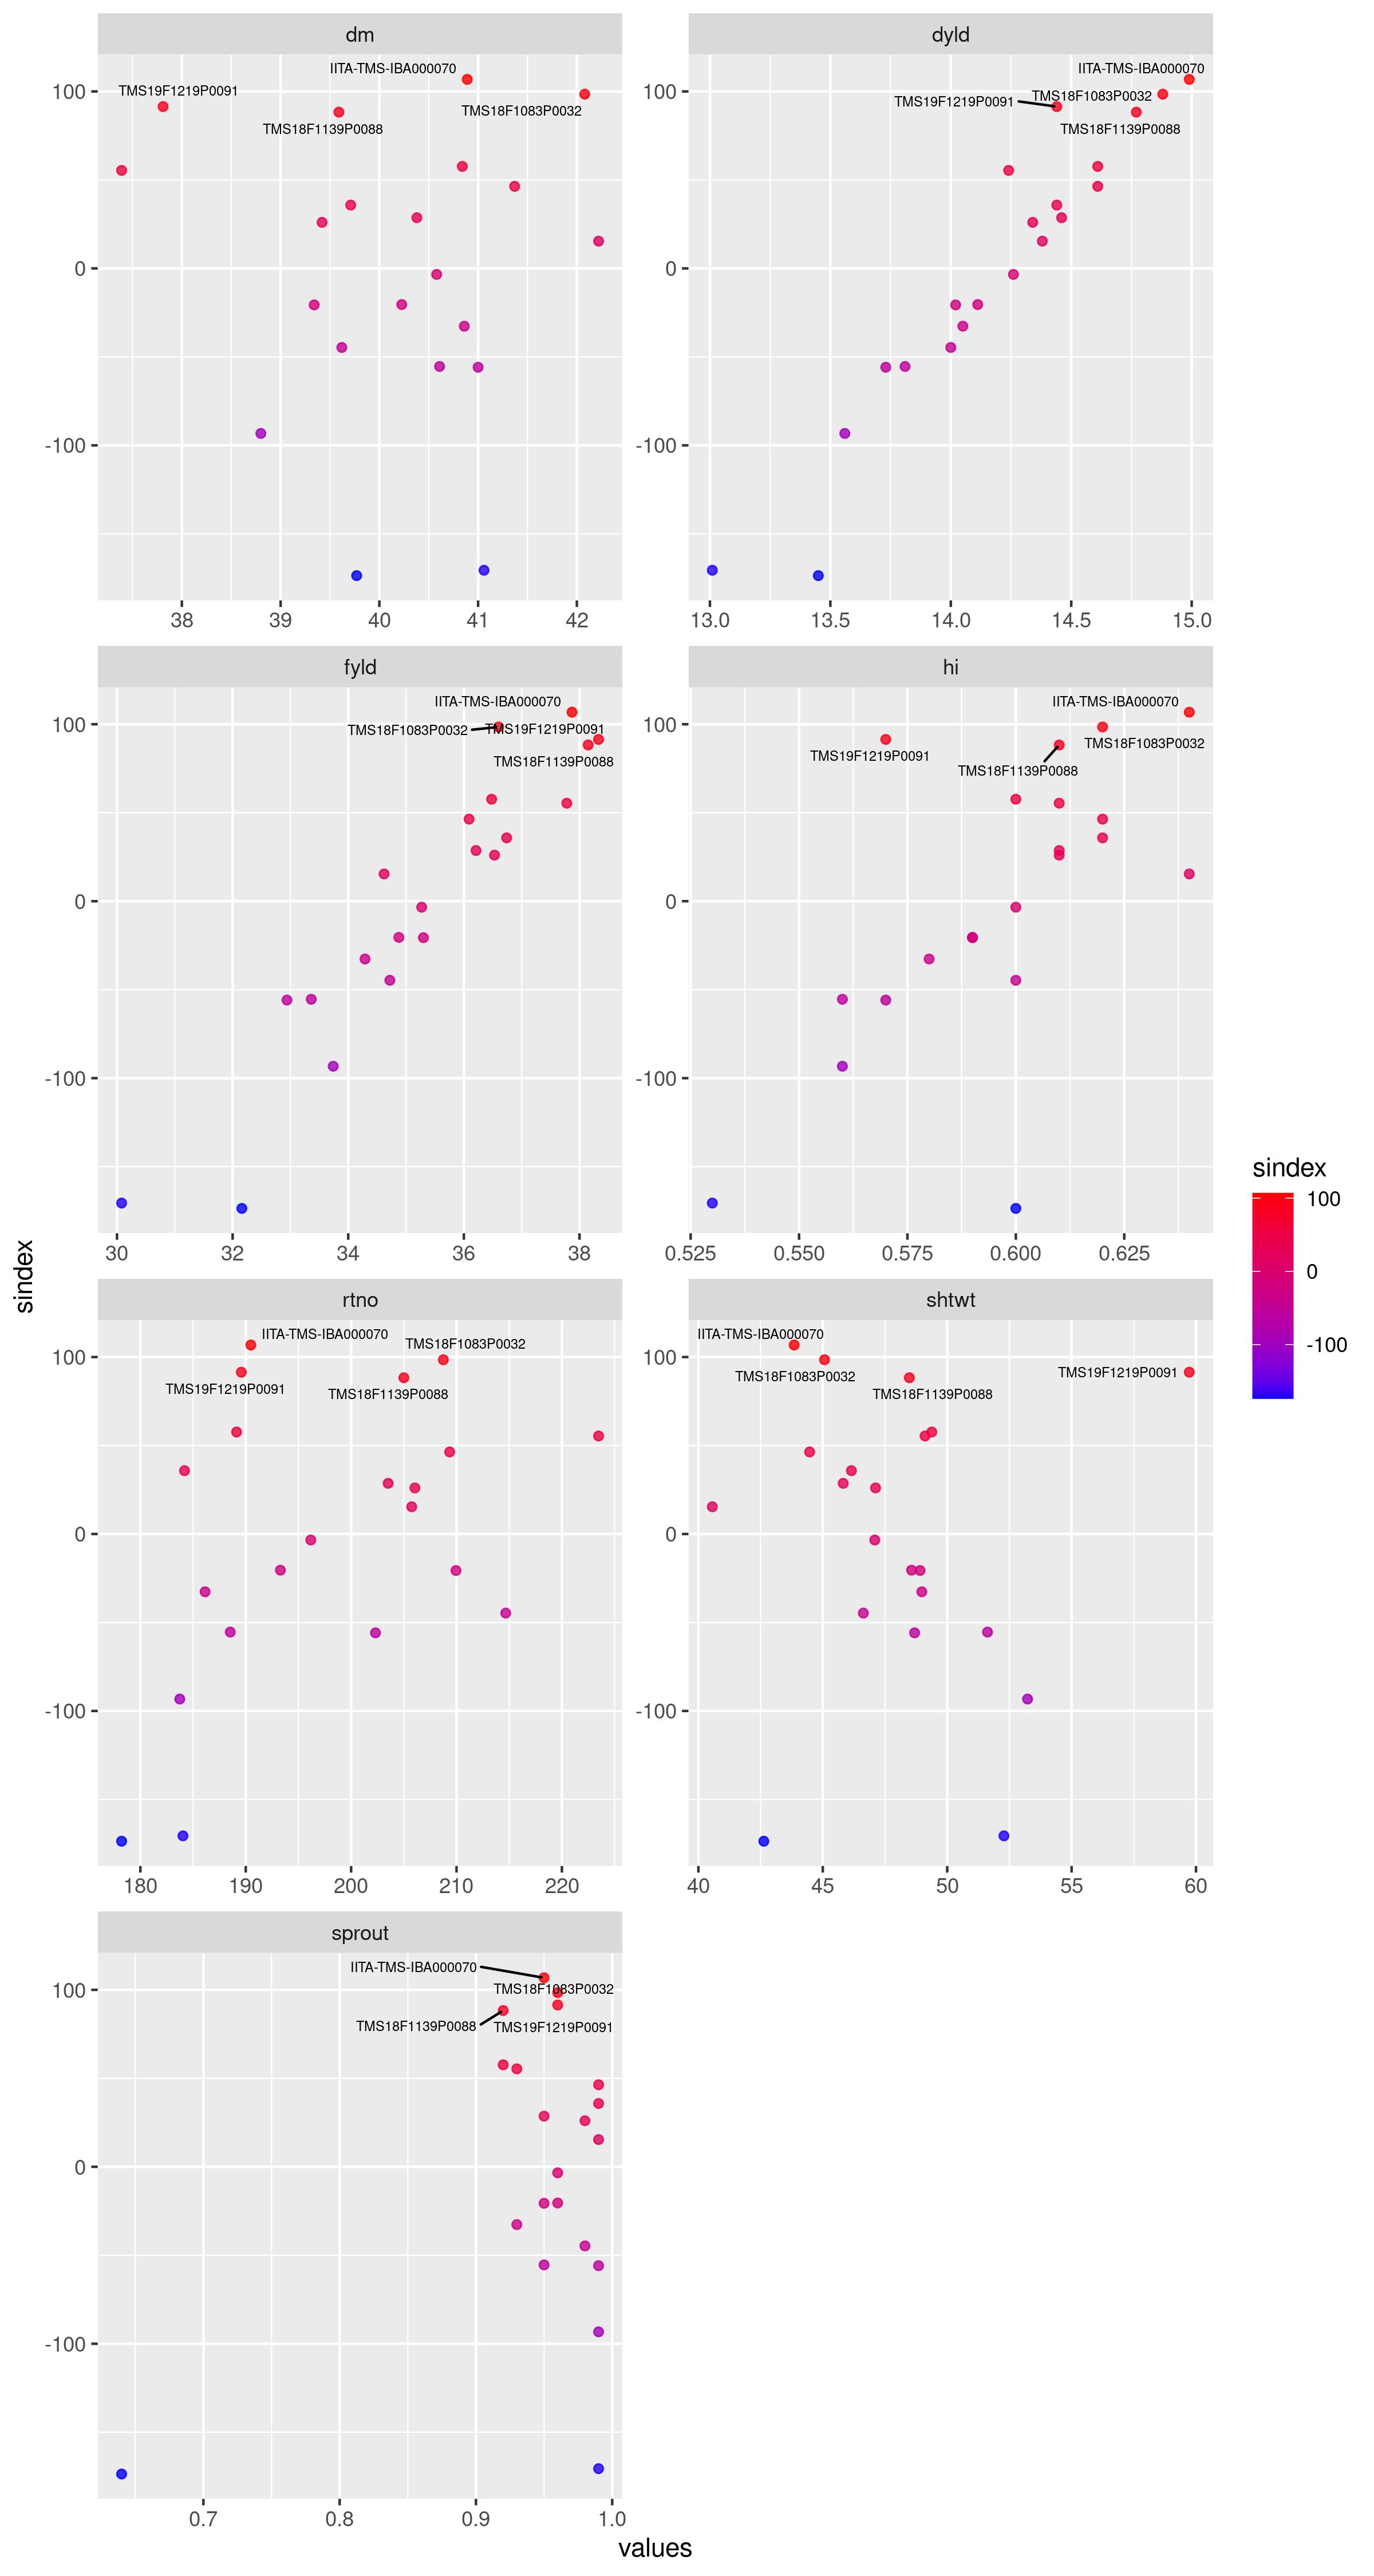 dm
IITA-TMS-IBA000070
TMS19F1219P0091
TMS18F1083P0032
TMS18F1139P0088
100
0
-100
38 39 40 41 42
dyld
IITA-TMS-IBA000070
TMS18F1083P0032
TMS19F1219P0091
TMS18F1139P0088
100
0
-100
13.0 13.5 14.0 14.5 15.0
fyld
IITA-TMS-IBA000070
TMS18F1083P0032
TMS19F1219P0091
TMS18F1139P0088
100
0
-100
30 32 34 36 38
hi
IITA-TMS-IBA000070
TMS18F1083P0032
TMS19F1219P0091
TMS18F1139P0088
100
0
-100
0.525 0.550 0.575 0.600 0.625
sindex
rtno
IITA-TMS-IBA000070
TMS18F1083P0032
TMS19F1219P0091
TMS18F1139P0088
100
0
-100
180 190 200 210 220
shtwt
IITA-TMS-IBA000070
TMS18F1083P0032
TMS19F1219P0091
TMS18F1139P0088
100
0
-100
40 45 50 55 60
sprout
IITA-TMS-IBA000070
TMS18F1083P0032
TMS18F1139P0088
TMS19F1219P0091
100
0
-100
0.7 0.8 0.9 1.0
values
sindex
100
0
-100